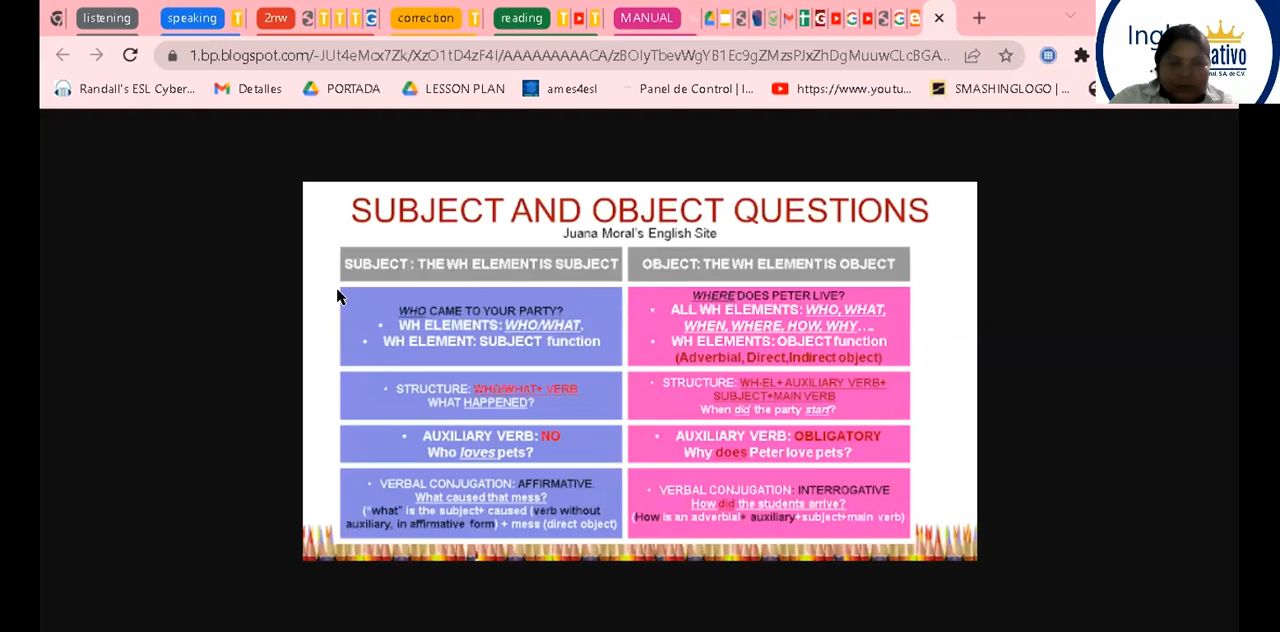 listening
speaking
2rrw
correction
reading
MANUAL
Randall's ESL Cyber...
Detalles
PORTADA
LESSON PLAN
ames4esl
Panel de Control | I...
https://www.youtu...
SMASHINGLOGO | ...
SUBJECT AND OBJECT QUESTIONS
Juana Moral's English Site
SUBJECT : THE WH ELEMENT IS SUBJECT
WHO CAME TO YOUR PARTY?
• WH ELEMENTS: WHO/WHAT.
• WH ELEMENT: SUBJECT function
• STRUCTURE: WHO/WHAT+ VERB
WHAT HAPPENED?
• AUXILIARY VERB: NO
Who loves pets?
• VERBAL CONJUGATION: AFFIRMATIVE.
What caused that mess?
("what" is the subject+ caused (verb without
auxiliary, in affirmative form) + mess (direct object)
OBJECT: THE WH ELEMENT IS OBJECT
WHERE DOES PETER LIVE?
• ALL WH ELEMENTS: WHO, WHAT,
WHEN, WHERE, HOW, WHY....
• WH ELEMENTS: OBJECT function
(Adverbial, Direct,Indirect object)
• STRUCTURE: WH-EL+ AUXILIARY VERB+
SUBJECT+MAIN VERB
When did the party start?
• AUXILIARY VERB: OBLIGATORY
Why does Peter love pets?
• VERBAL CONJUGATION: INTERROGATIVE
How did the students arrive?
(How is an adverbial+ auxiliary+subject+main verb)